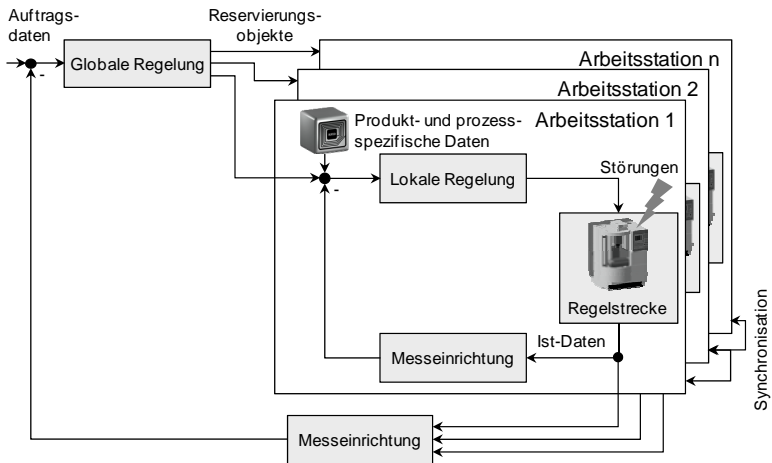 Auftrags-
daten
Reservierungs-
objekte
Globale Regelung
-
Arbeitsstation n
Arbeitsstation 2
Arbeitsstation 1
Produkt- und prozess-
spezifische Daten
-
Lokale Regelung
Störungen
Regelstrecke
Ist-Daten
Messeinrichtung
Synchronisation
Messeinrichtung